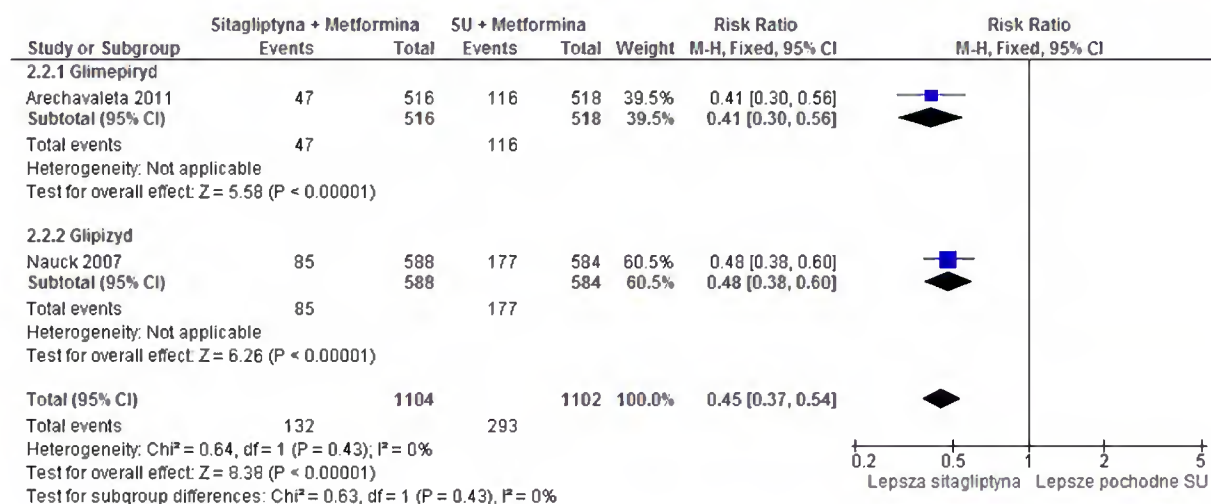 Sitagliptyna + Metformina SU + Metformina Risk Ratio Risk Ratio
Study or Subgroup Events Total Events Total Weight M-H, Fixed, 95% CI M-H, Fixed, 95% CI
2.2.1 Glimepiryd
Arechavaleta 2011 47 516 116 518 39.5% 0.41 [0.30, 0.56]
Subtotal (95% CI) 516 518 39.5% 0.41 [0.30, 0.56]
Total events 47 116
Heterogeneity: Not applicable
Test for overall effect: Z = 5.58 (P < 0.00001)
2.2.2 Glipizyd
Nauck 2007 85 588 177 584 60.5% 0.48 [0.38, 0.60]
Subtotal (95% CI) 588 584 60.5% 0.48 [0.38, 0.60]
Total events 85 177
Heterogeneity: Not applicable
Test for overall effect: Z = 6.26 (P < 0.00001)
Total (95% CI) 1104 1102 100.0% 0.45 [0.37, 0.54]
Total events 132 293
Heterogeneity: Chi² = 0.64, df = 1 (P = 0.43); I² = 0%
Test for overall effect: Z = 8.38 (P < 0.00001)
Test for subgroup differences: Chi² = 0.63, df = 1 (P = 0.43), I² = 0%
0.2 0.5 1 2 5
Lepsza sitagliptyna Lepsze pochodne SU